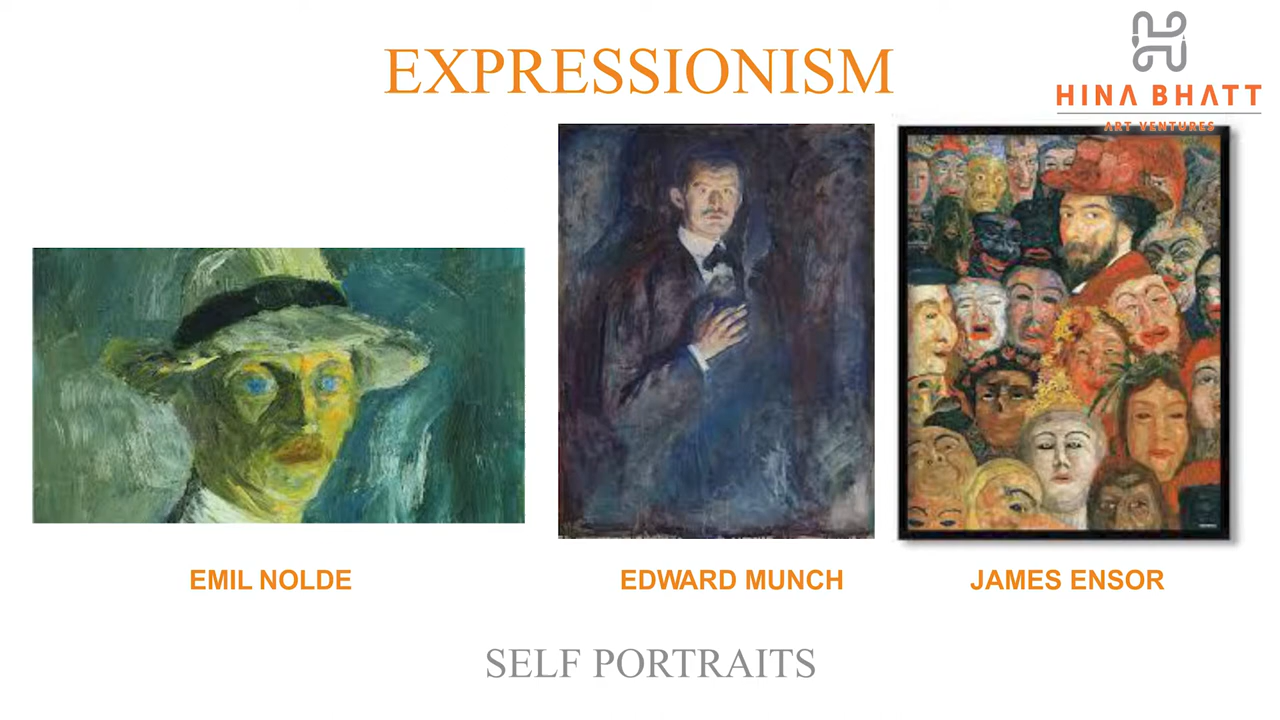 EXPRESSIONISM
HINA BHATT
ART VENTURES
EMIL NOLDE
EDWARD MUNCH
JAMES ENSOR
SELF PORTRAITS